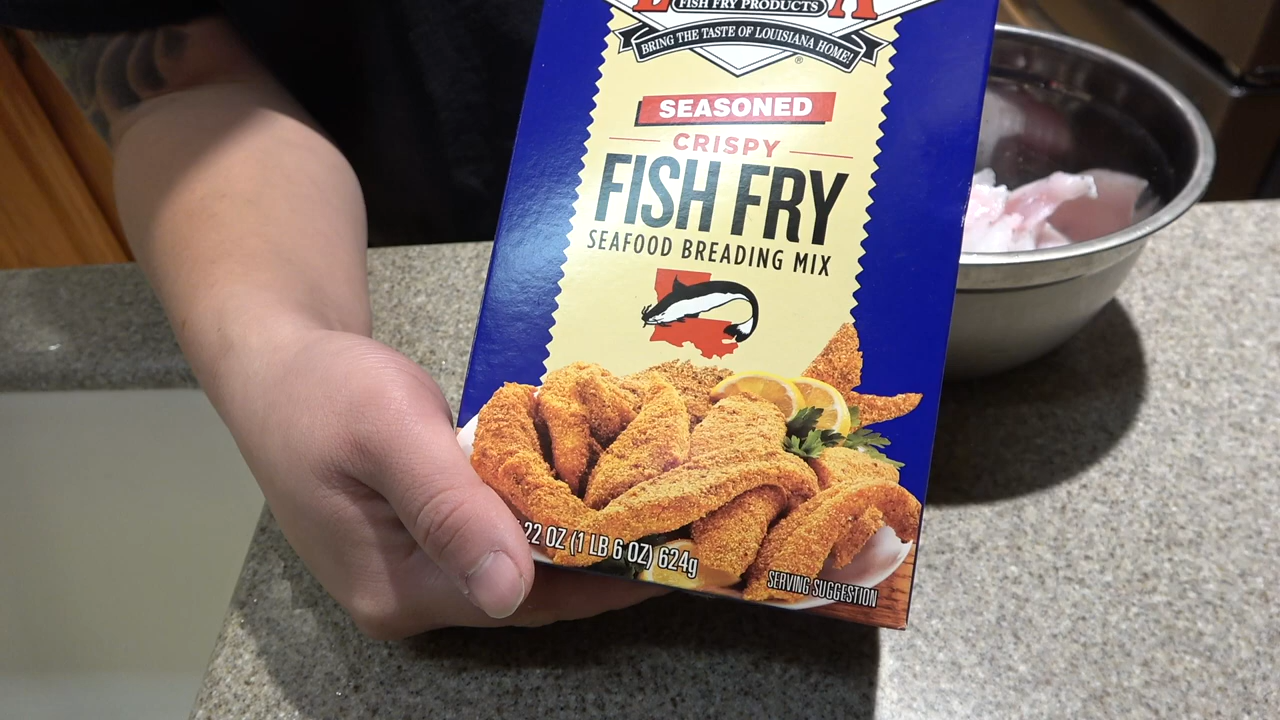 FISH FRY PRODUCTS
BRING THE TASTE OF LOUISIANA HOME!
®
SEASONED
CRISPY
FISH FRY
SEAFOOD BREADING MIX
22 OZ (1 LB 6 OZ) 624g
SERVING SUGGESTION